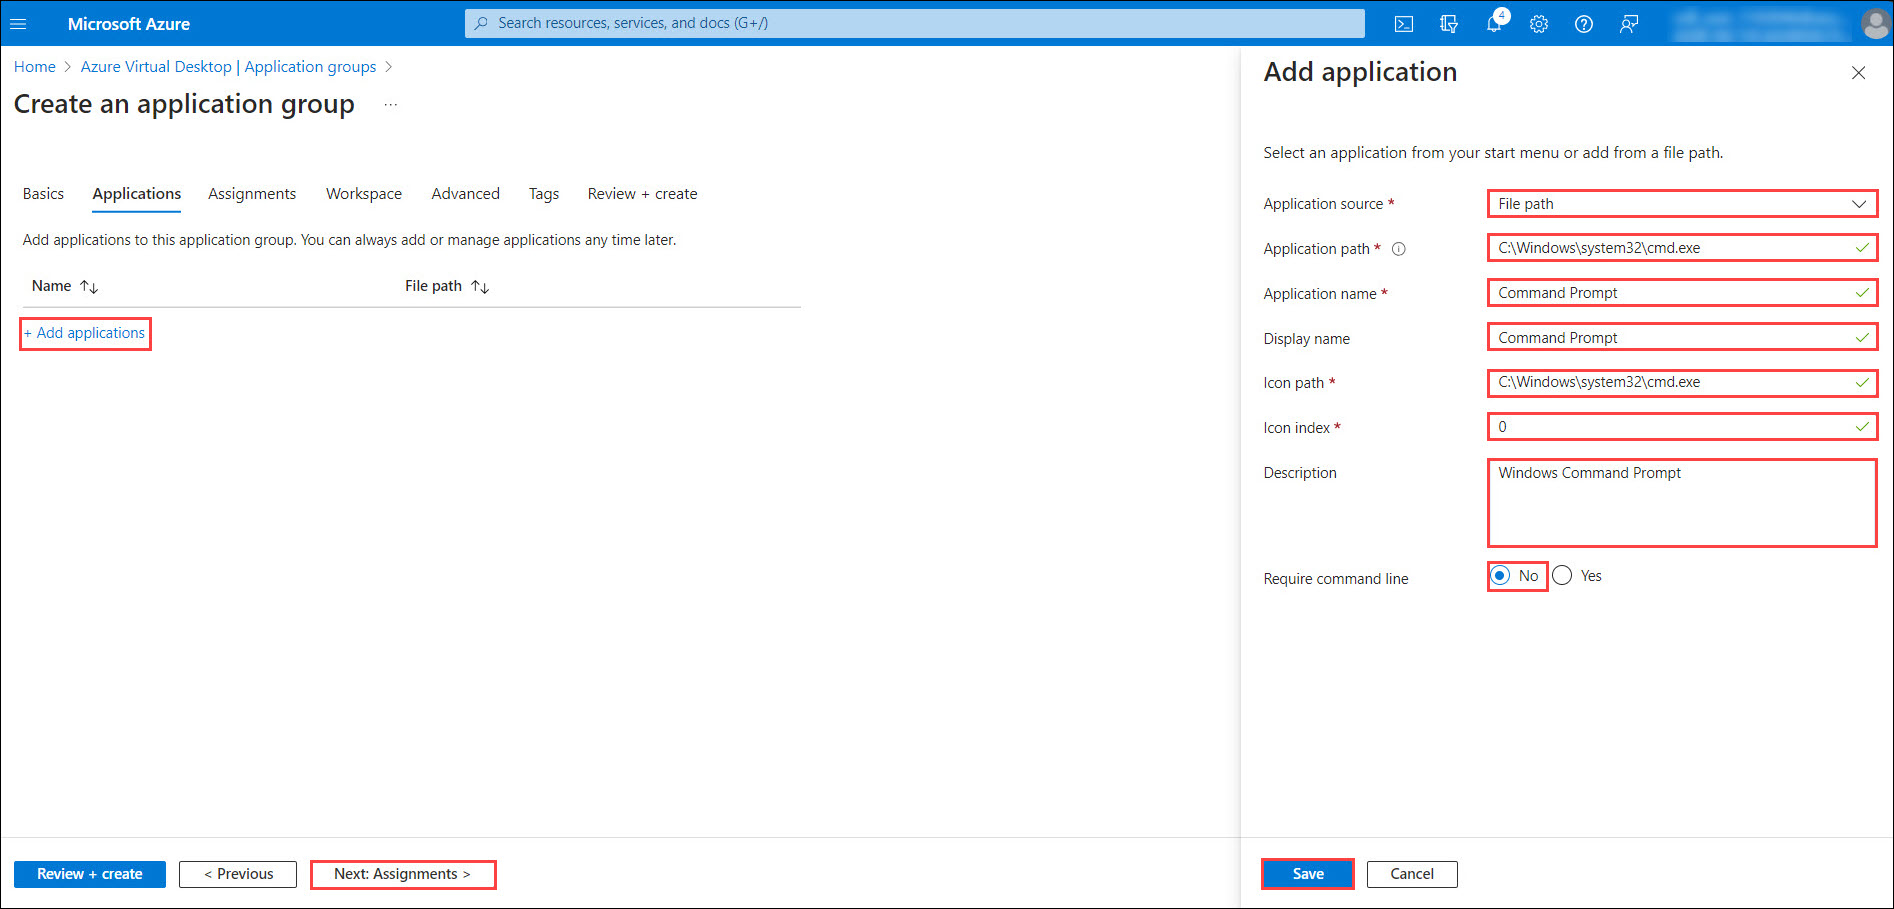 Microsoft Azure
Search resources, services, and docs (G+/)
4
Home > Azure Virtual Desktop | Application groups >
Create an application group ...
Basics Applications Assignments Workspace Advanced Tags Review + create
Add applications to this application group. You can always add or manage applications any time later.
Name ↑↓ File path ↑↓
+ Add applications
Review + create < Previous Next: Assignments >
Add application
Select an application from your start menu or add from a file path.
Application source * File path
Application path * C:\Windows\system32\cmd.exe
Application name * Command Prompt
Display name Command Prompt
Icon path * C:\Windows\system32\cmd.exe
Icon index * 0
Description Windows Command Prompt
Require command line No Yes
Save Cancel